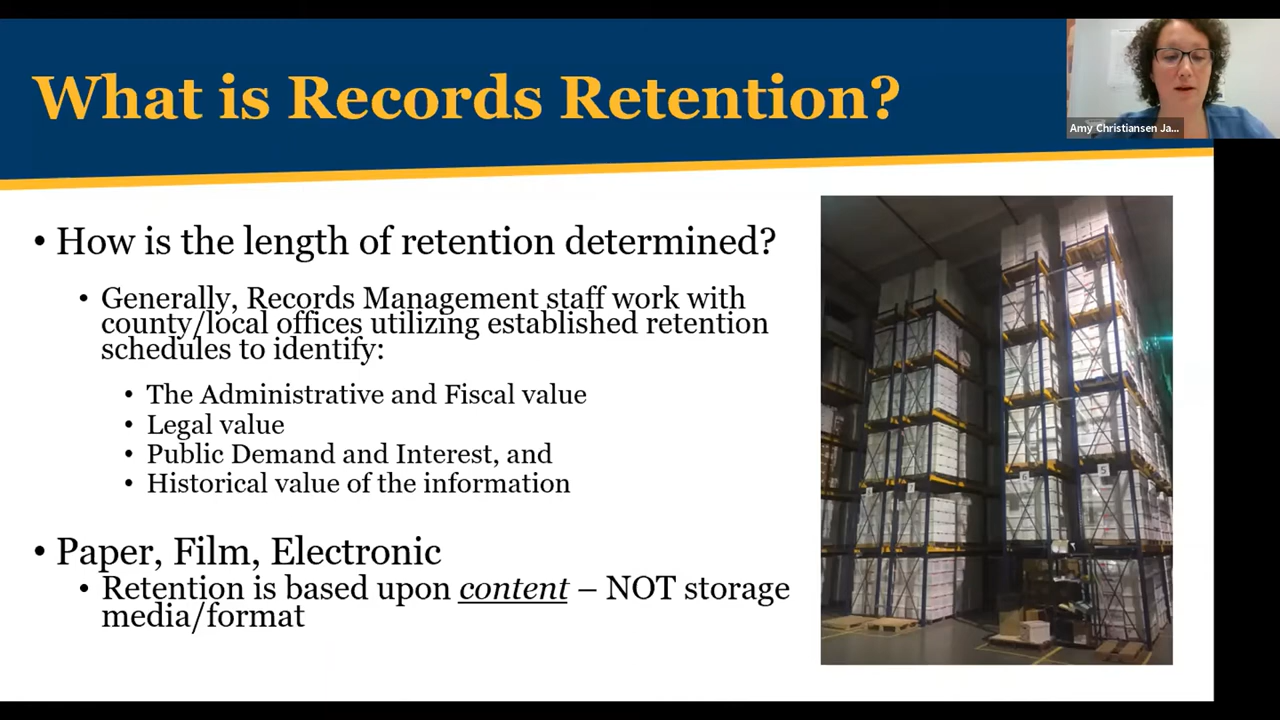 What is Records Retention?
Amy Christiansen Ja...
• How is the length of retention determined?
• Generally, Records Management staff work with
county/local offices utilizing established retention
schedules to identify:
• The Administrative and Fiscal value
• Legal value
• Public Demand and Interest, and
• Historical value of the information
• Paper, Film, Electronic
• Retention is based upon content – NOT storage
media/format
6
5
7